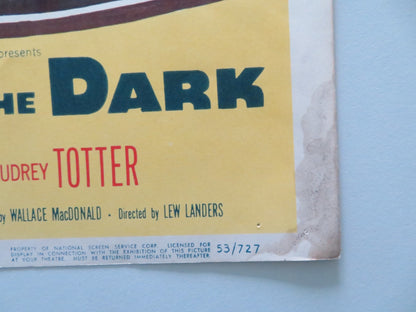 presents
HE DARK
UDREY TOTTER
by WALLACE MacDONALD · Directed by LEW LANDERS
PROPERTY OF NATIONAL SCREEN SERVICE CORP. LICENSED FOR
DISPLAY IN CONNECTION WITH THE EXHIBITION OF THIS PICTURE
AT YOUR THEATRE. MUST BE RETURNED IMMEDIATELY THEREAFTER.
53/727